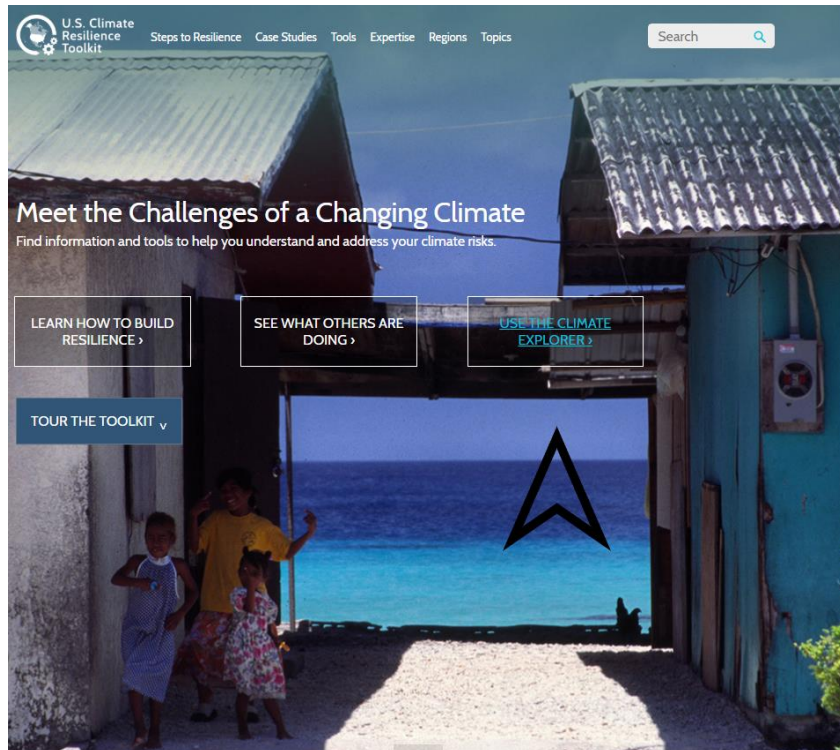 U.S. Climate
Resilience
Toolkit
Steps to Resilience Case Studies Tools Expertise Regions Topics
Search
Meet the Challenges of a Changing Climate
Find information and tools to help you understand and address your climate risks.
LEARN HOW TO BUILD
RESILIENCE ›
SEE WHAT OTHERS ARE
DOING ›
USE THE CLIMATE
EXPLORER ›
TOUR THE TOOLKIT v